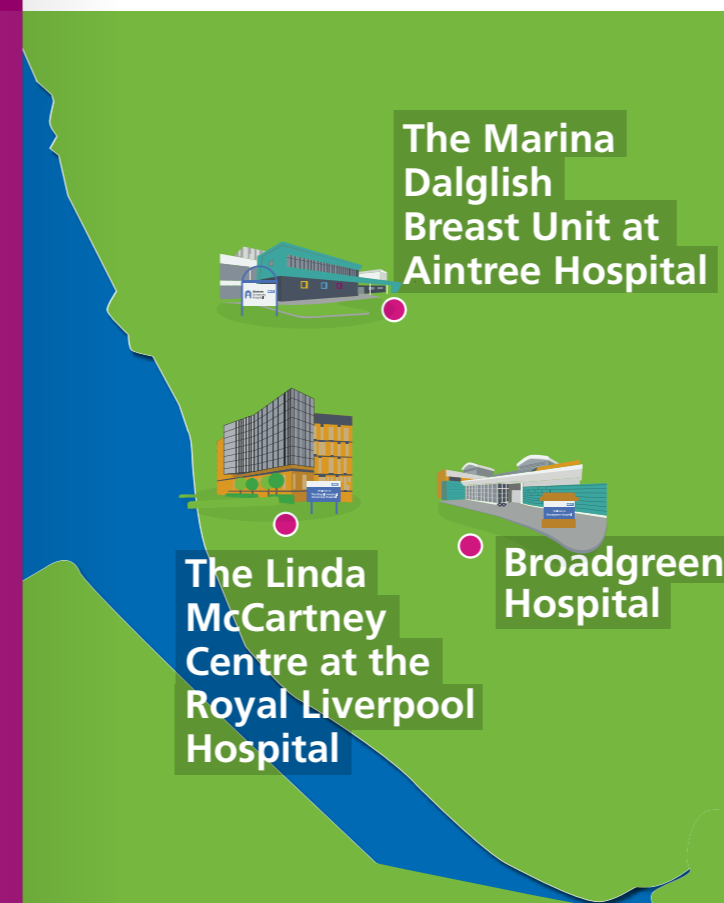 The Marina
Dalglish
Breast Unit at
Aintree Hospital
Broadgreen
Hospital
The Linda
McCartney
Centre at the
Royal Liverpool
Hospital